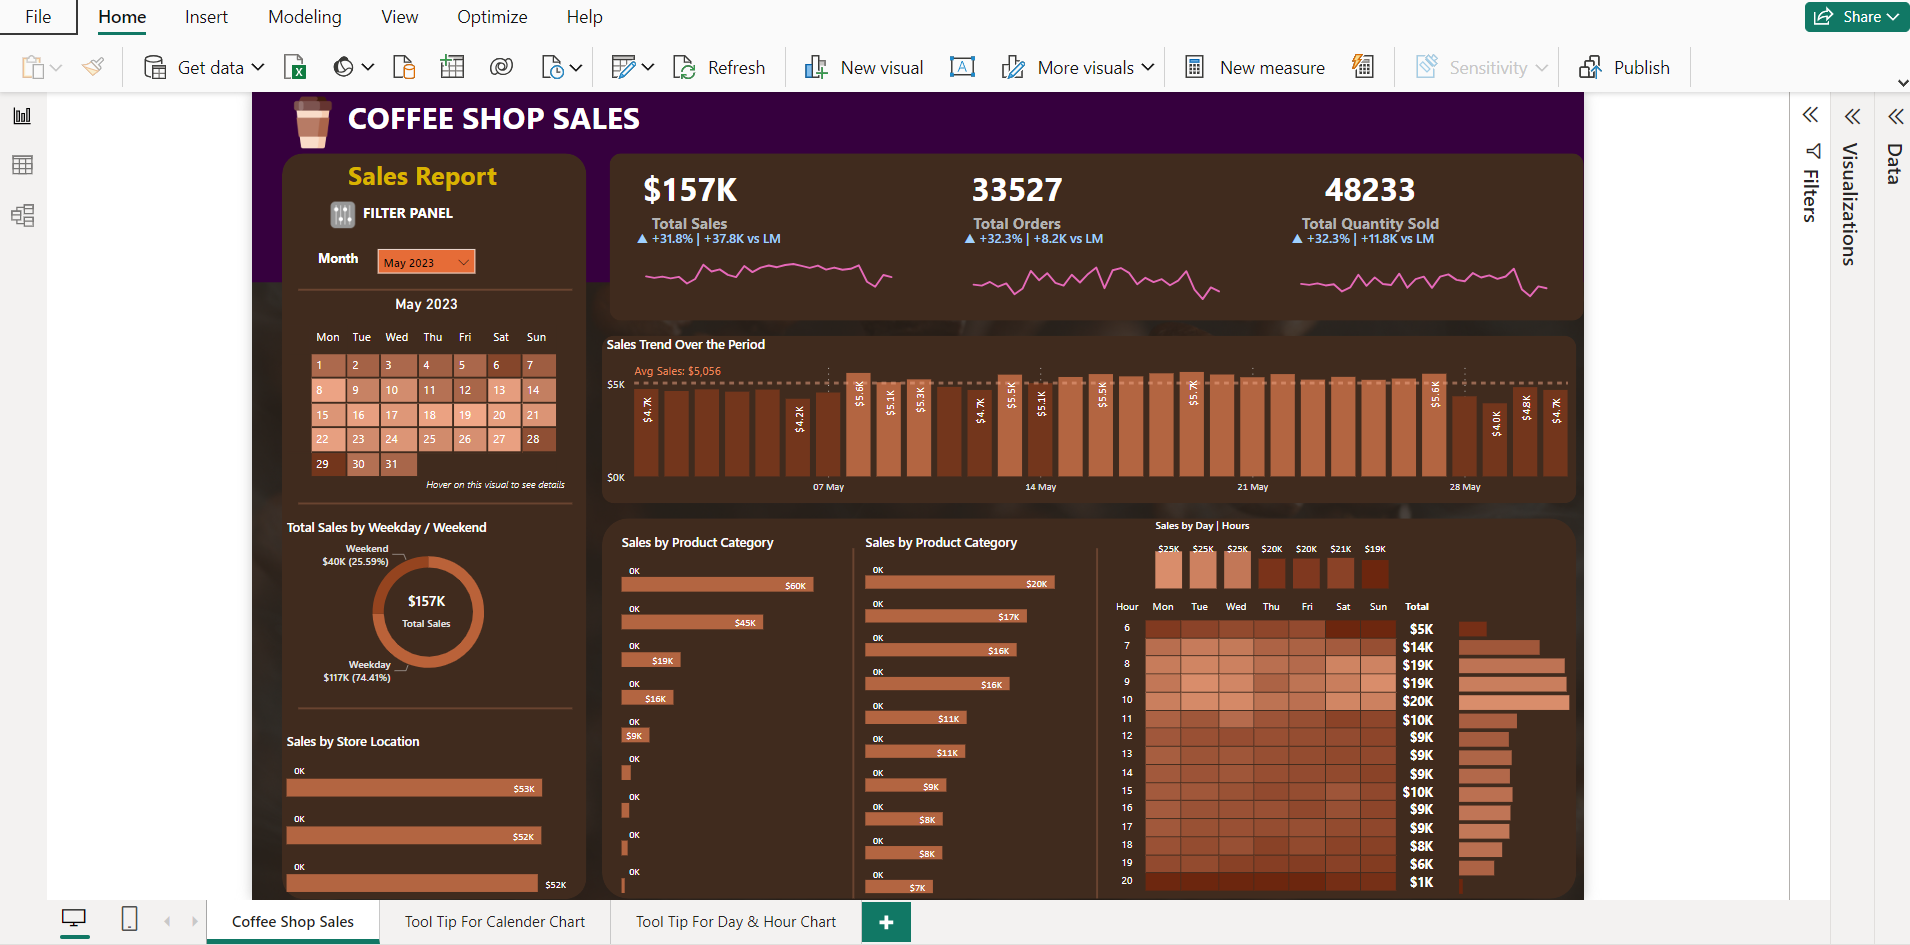 File Home Insert Modeling View Optimize Help Share
Get data Refresh New visual More visuals New measure Sensitivity Publish
COFFEE SHOP SALES
Sales Report
FILTER PANEL
Month May 2023
May 2023
Mon Tue Wed Thu Fri Sat Sun
1 2 3 4 5 6 7
8 9 10 11 12 13 14
15 16 17 18 19 20 21
22 23 24 25 26 27 28
29 30 31
Hover on this visual to see details
Total Sales by Weekday / Weekend
Weekend
$40K (25.59%)
$157K
Total Sales
Weekday
$117K (74.41%)
Sales by Store Location
0K
$53K
0K
$52K
0K
$52K
$157K
Total Sales
▲ +31.8% | +37.8K vs LM
33527
Total Orders
▲ +32.3% | +8.2K vs LM
48233
Total Quantity Sold
▲ +32.3% | +11.8K vs LM
Sales Trend Over the Period
Avg Sales: $5,056
$5K
$0K
$4.7K $4.2K $5.6K $5.1K $5.3K $4.7K $5.5K $5.1K $5.5K $5.7K $5.6K $4.0K $4.8K $4.7K
07 May 14 May 21 May 28 May
Sales by Product Category
0K
$60K
0K
$45K
0K
$19K
0K
$16K
0K
$9K
0K
0K
0K
0K
Sales by Product Category
0K
$20K
0K
$17K
0K
$16K
0K
$16K
0K
$11K
0K
$11K
0K
$9K
0K
$8K
0K
$8K
0K
$7K
Sales by Day | Hours
$25K $25K $25K $20K $20K $21K $19K
Hour Mon Tue Wed Thu Fri Sat Sun Total
6 $5K
7 $14K
8 $19K
9 $19K
10 $20K
11 $10K
12 $9K
13 $9K
14 $9K
15 $10K
16 $9K
17 $9K
18 $8K
19 $6K
20 $1K
Filters
Visualizations
Data
Coffee Shop Sales Tool Tip For Calender Chart Tool Tip For Day & Hour Chart +